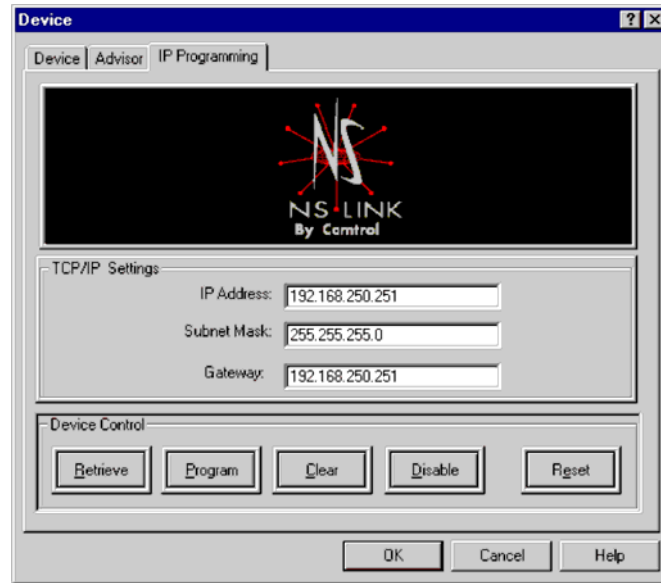 Device
Device Advisor IP Programming
NS
NS LINK
By Comtrol
TCP/IP Settings
IP Address: 192.168.250.251
Subnet Mask: 255.255.255.0
Gateway: 192.168.250.251
Device Control
Retrieve Program Clear Disable Reset
OK Cancel Help